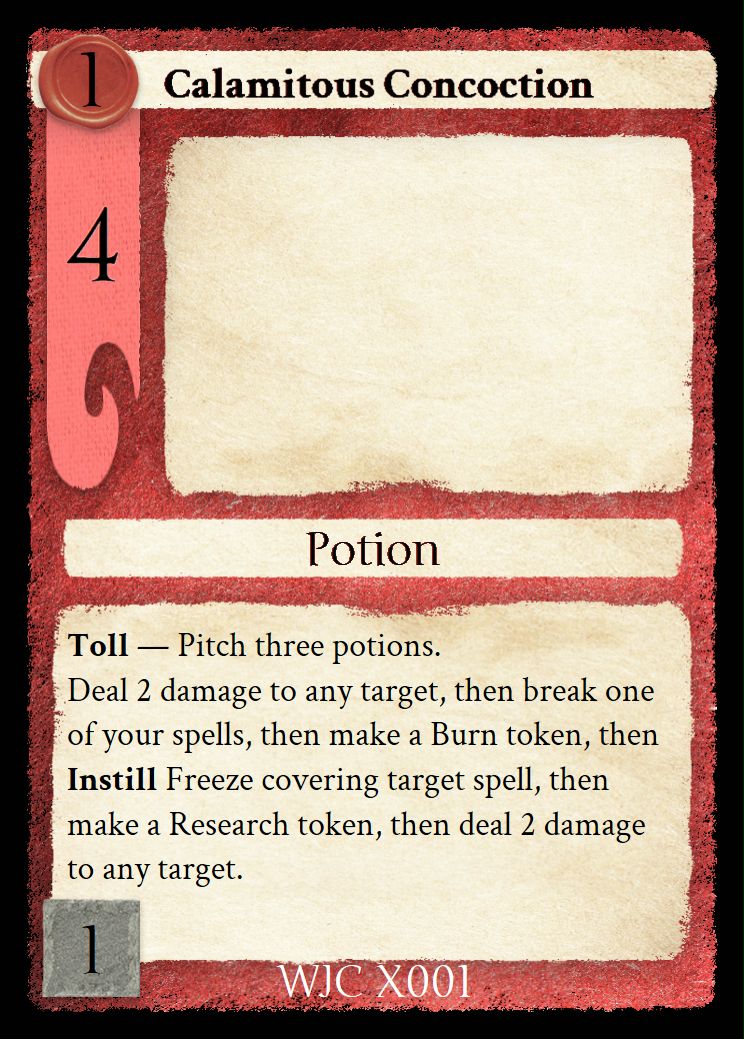 1
Calamitous Concoction
4
Potion
Toll — Pitch three potions.
Deal 2 damage to any target, then break one
of your spells, then make a Burn token, then
Instill Freeze covering target spell, then
make a Research token, then deal 2 damage
to any target.
1
WJC X001